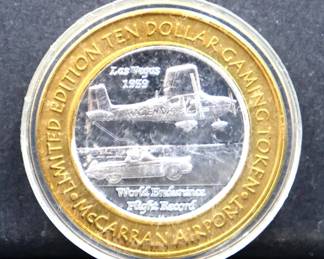 LIMITED EDITION TEN DOLLAR GAMING TOKEN
Las Vegas
1959
World Endurance
Flight Record
McCARRAN AIRPORT